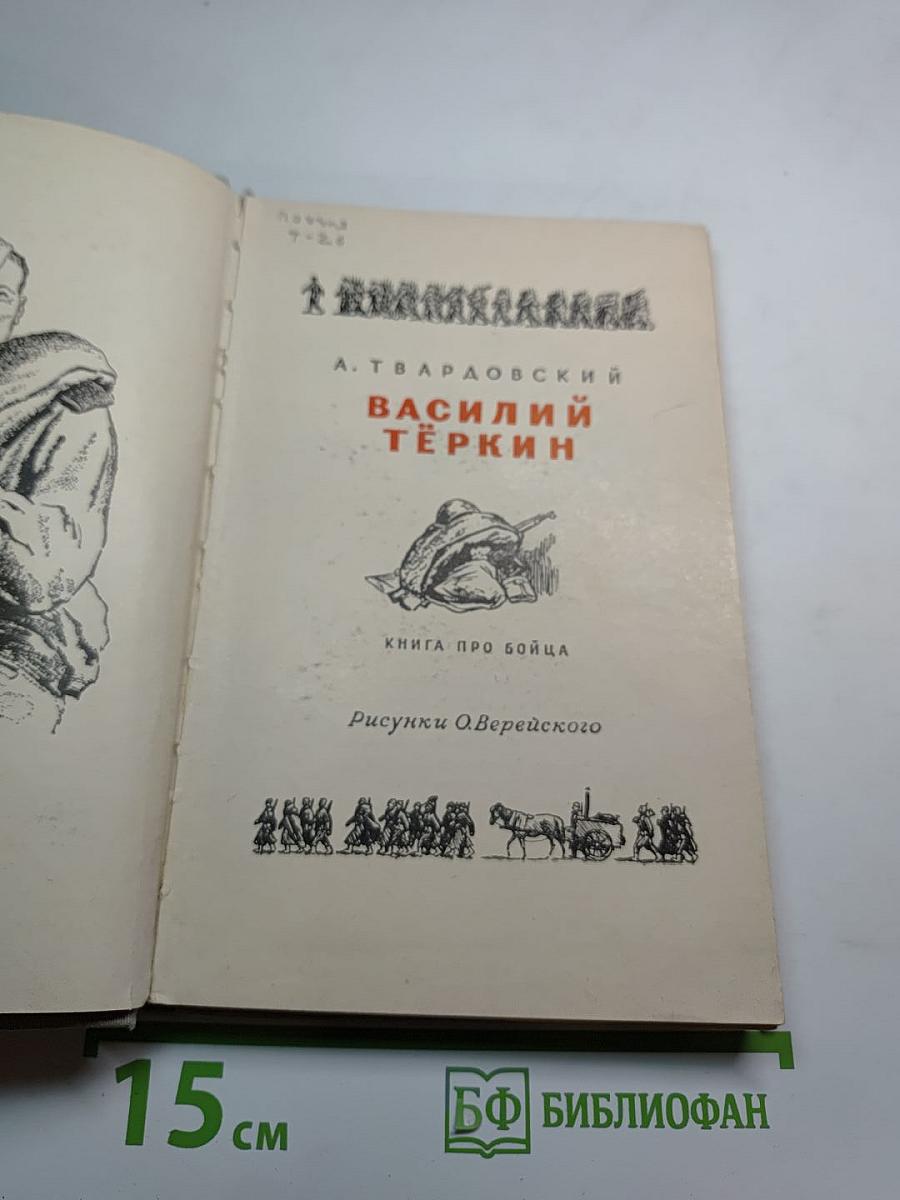 А. ТВАРДОВСКИЙ
ВАСИЛИЙ
ТЁРКИН
КНИГА ПРО БОЙЦА
Рисунки О. Верейского
15 см
БФ БИБЛИОФАН